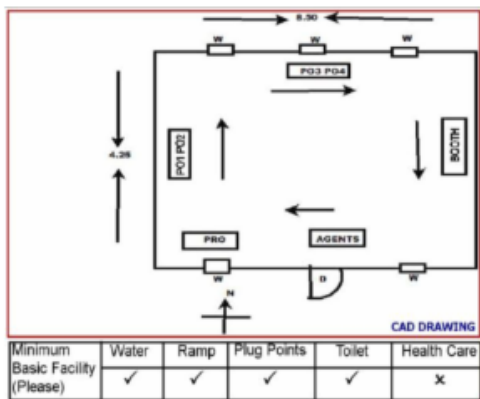 8.50
W W W
PO3 PO4
4.25
PO1 PO2
BOOTH
PRO
AGENTS
W D W
N
CAD DRAWING
Minimum Basic Facility (Please) Water Ramp Plug Points Toilet Health Care
✓ ✓ ✓ ✓ x